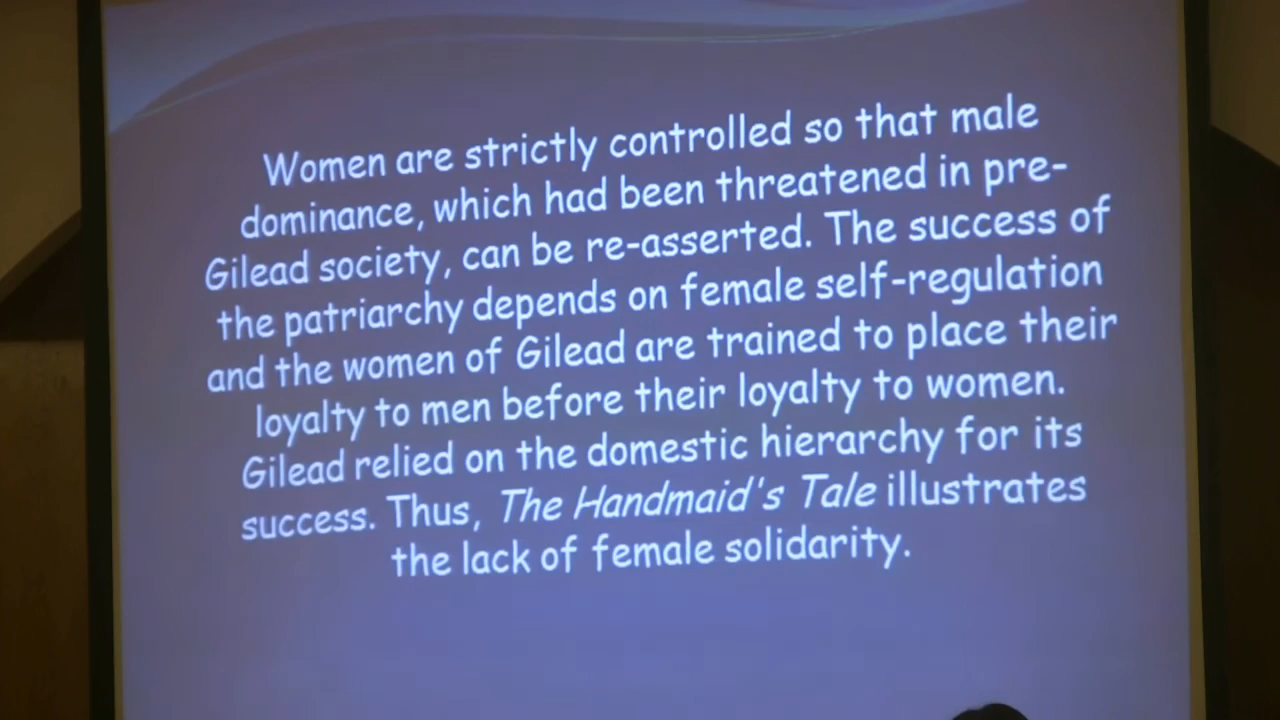 Women are strictly controlled so that male
dominance, which had been threatened in pre-
Gilead society, can be re-asserted. The success of
the patriarchy depends on female self-regulation
and the women of Gilead are trained to place their
loyalty to men before their loyalty to women.
Gilead relied on the domestic hierarchy for its
success. Thus, The Handmaid's Tale illustrates
the lack of female solidarity.